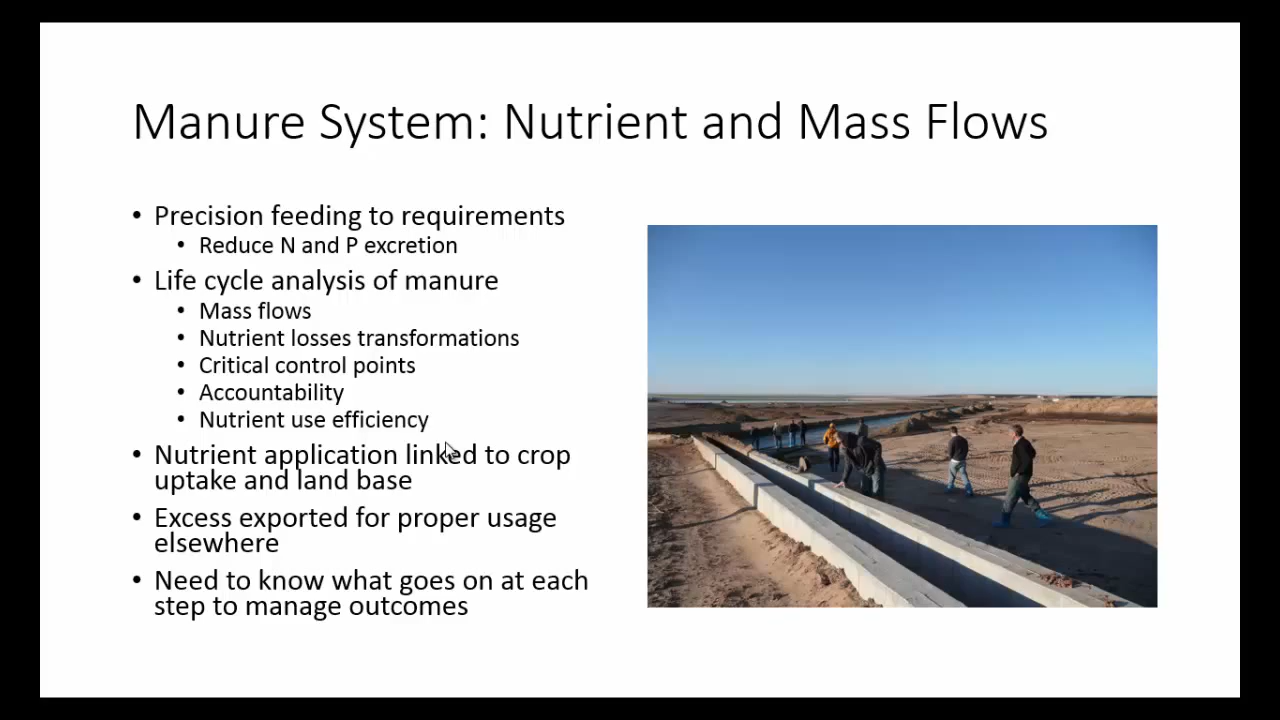 Manure System: Nutrient and Mass Flows
• Precision feeding to requirements
• Reduce N and P excretion
• Life cycle analysis of manure
• Mass flows
• Nutrient losses transformations
• Critical control points
• Accountability
• Nutrient use efficiency
• Nutrient application linked to crop
uptake and land base
• Excess exported for proper usage
elsewhere
• Need to know what goes on at each
step to manage outcomes